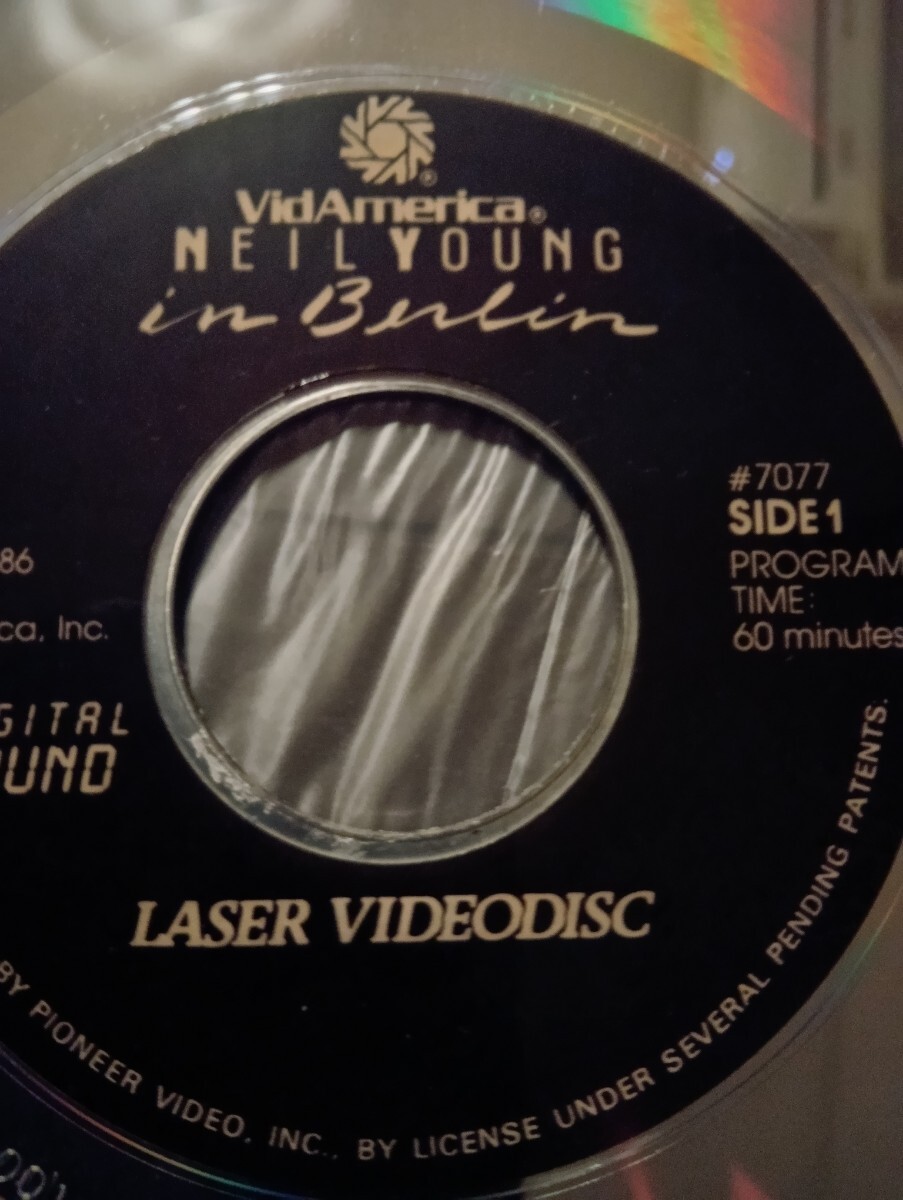 VidAmerica®
NEIL YOUNG
in Berlin
#7077
SIDE 1
PROGRAM
TIME:
60 minutes
86
ca, Inc.
GITAL
UND
LASER VIDEODISC
BY PIONEER VIDEO, INC., BY LICENSE UNDER SEVERAL PENDING PATENTS.